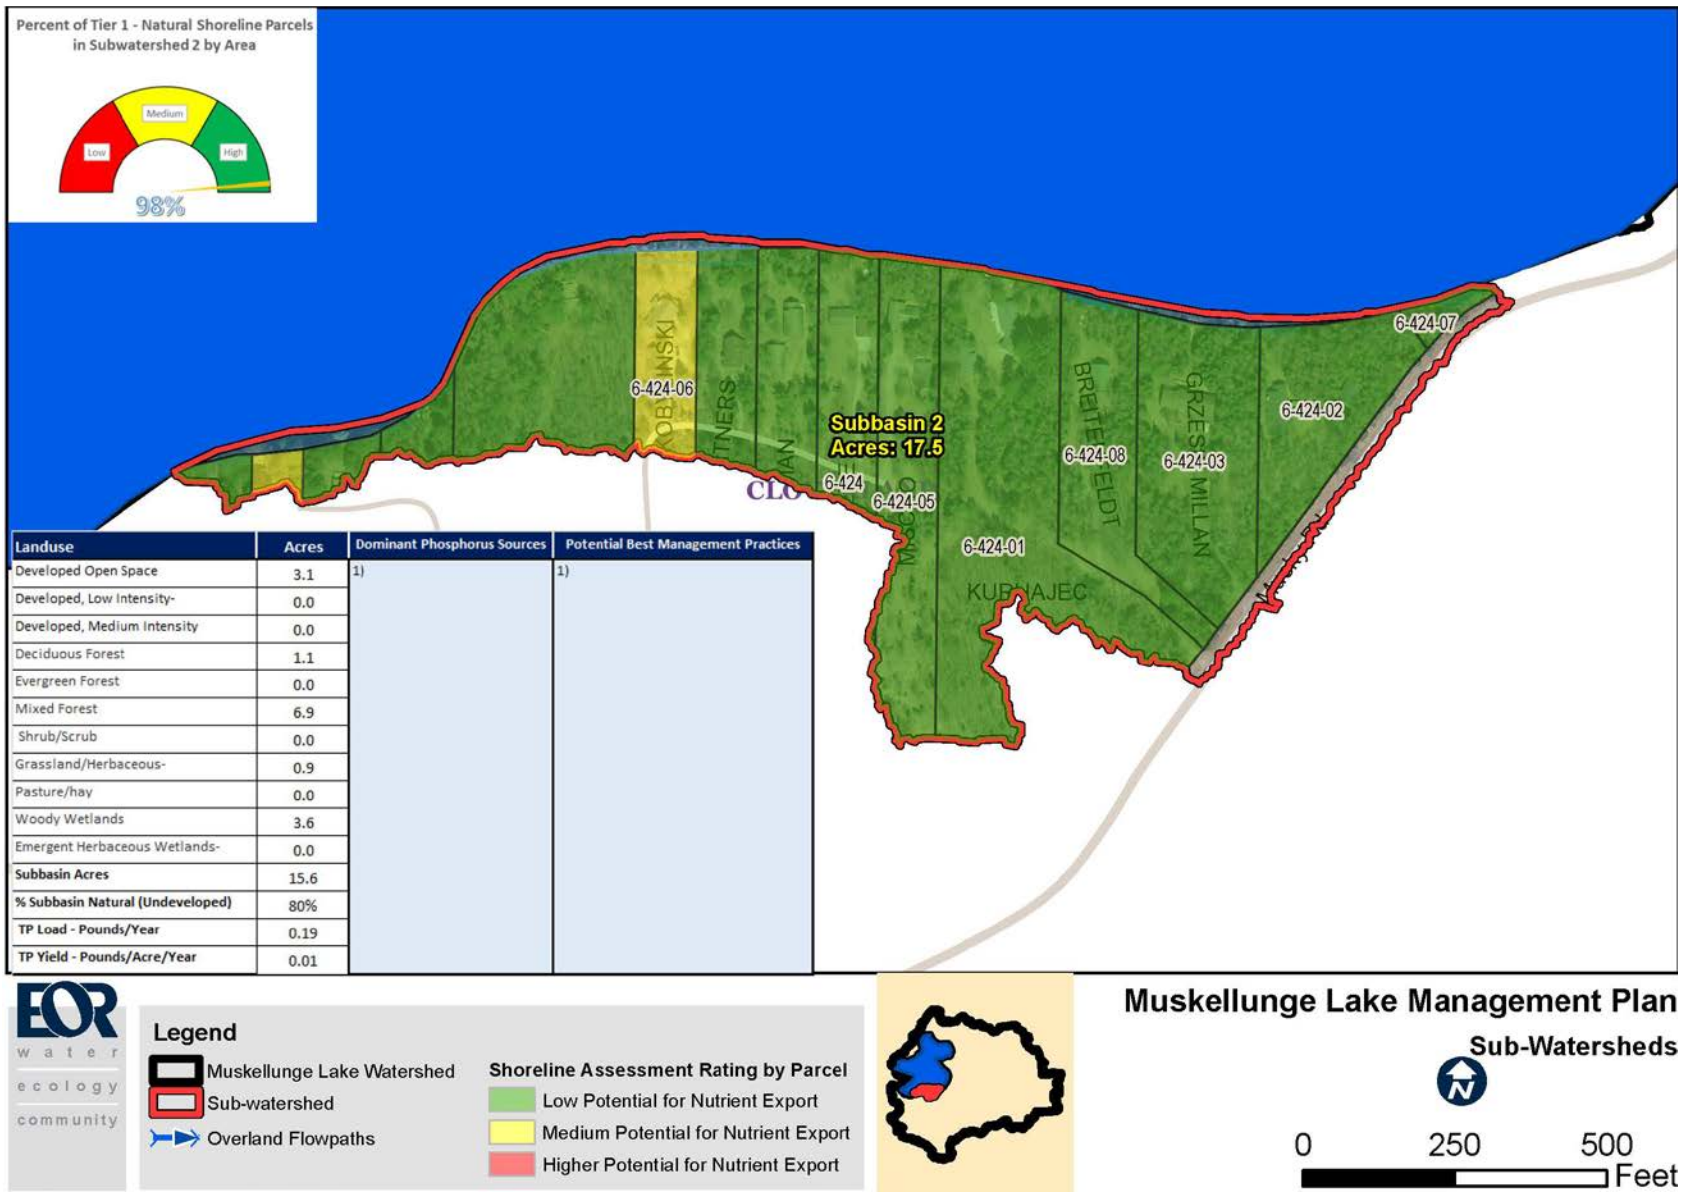 Percent of Tier 1 - Natural Shoreline Parcels
in Subwatershed 2 by Area
Low
Medium
High
98%
6-424-06
TNERS
Subbasin 2
Acres: 17.5
6-424
6-424-05
6-424-01
KURHAJEC
BREITENFELDT
6-424-08
GRZESK MILLAN
6-424-03
6-424-02
6-424-07
CLO
Landuse Acres Dominant Phosphorus Sources Potential Best Management Practices
Developed Open Space 3.1 1) 1)
Developed, Low Intensity- 0.0
Developed, Medium Intensity 0.0
Deciduous Forest 1.1
Evergreen Forest 0.0
Mixed Forest 6.9
Shrub/Scrub 0.0
Grassland/Herbaceous- 0.9
Pasture/hay 0.0
Woody Wetlands 3.6
Emergent Herbaceous Wetlands- 0.0
Subbasin Acres 15.6
% Subbasin Natural (Undeveloped) 80%
TP Load - Pounds/Year 0.19
TP Yield - Pounds/Acre/Year 0.01
EOR
water
ecology
community
Legend
Muskellunge Lake Watershed
Sub-watershed
Overland Flowpaths
Shoreline Assessment Rating by Parcel
Low Potential for Nutrient Export
Medium Potential for Nutrient Export
Higher Potential for Nutrient Export
Muskellunge Lake Management Plan
Sub-Watersheds
N
0 250 500
Feet